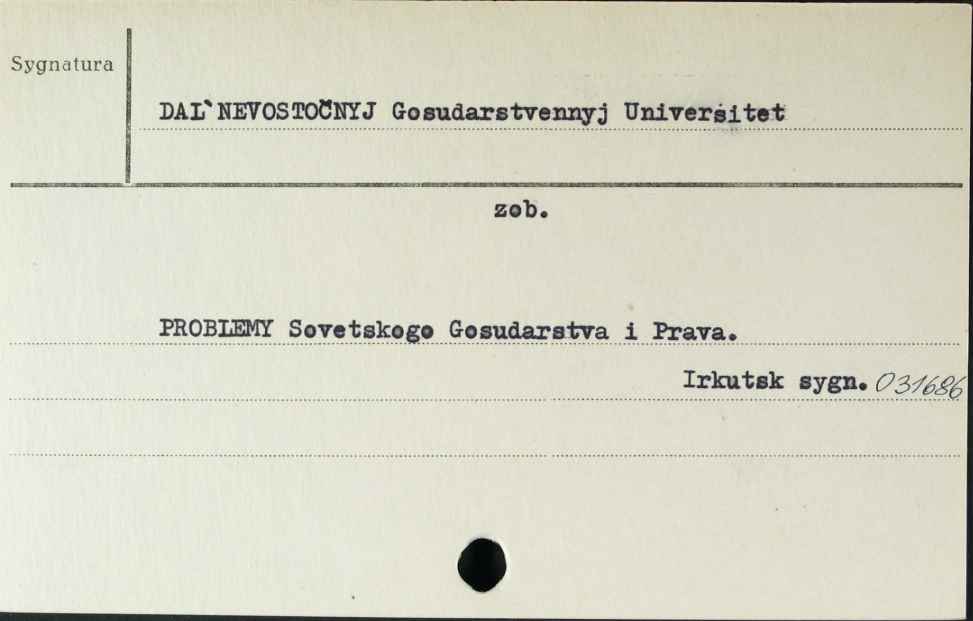 Sygnatura
DAL`NEVOSTOČNYJ Gosudarstvennyj Universitet
zob.
PROBLEMY Sovetskogo Gosudarstva i Prava.
Irkutsk sygn. 031686